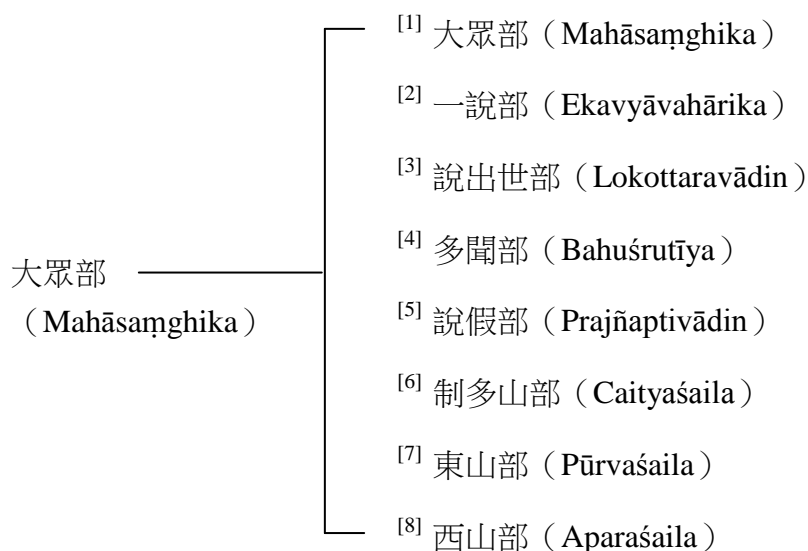 [1] 大眾部（Mahāsaṃghika）
[2] 一說部（Ekavyāvahārika）
[3] 說出世部（Lokottaravādin）
[4] 多聞部（Bahuśrutīya）
大眾部
（Mahāsaṃghika）
[5] 說假部（Prajñaptivādin）
[6] 制多山部（Caityaśaila）
[7] 東山部（Pūrvaśaila）
[8] 西山部（Aparaśaila）